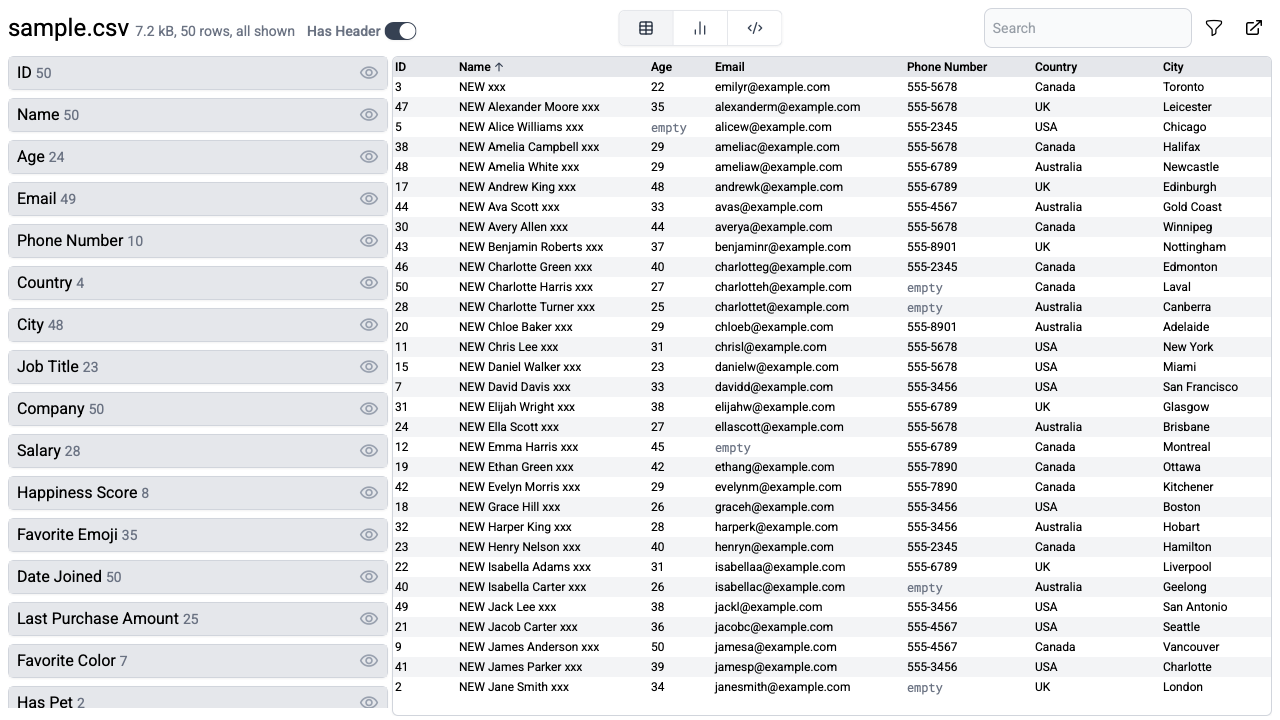 sample.csv 7.2 kB, 50 rows, all shown Has Header Search
ID 50
Name 50
Age 24
Email 49
Phone Number 10
Country 4
City 48
Job Title 23
Company 50
Salary 28
Happiness Score 8
Favorite Emoji 35
Date Joined 50
Last Purchase Amount 25
Favorite Color 7
Has Pet 2
ID Name ↑ Age Email Phone Number Country City
3 NEW xxx 22 emilyr@example.com 555-5678 Canada Toronto
47 NEW Alexander Moore xxx 35 alexanderm@example.com 555-5678 UK Leicester
5 NEW Alice Williams xxx empty alicew@example.com 555-2345 USA Chicago
38 NEW Amelia Campbell xxx 29 ameliac@example.com 555-5678 Canada Halifax
48 NEW Amelia White xxx 29 ameliaw@example.com 555-6789 Australia Newcastle
17 NEW Andrew King xxx 48 andrewk@example.com 555-6789 UK Edinburgh
44 NEW Ava Scott xxx 33 avas@example.com 555-4567 Australia Gold Coast
30 NEW Avery Allen xxx 44 averya@example.com 555-5678 Canada Winnipeg
43 NEW Benjamin Roberts xxx 37 benjaminr@example.com 555-8901 UK Nottingham
46 NEW Charlotte Green xxx 40 charlotteg@example.com 555-2345 Canada Edmonton
50 NEW Charlotte Harris xxx 27 charlotteh@example.com empty Canada Laval
28 NEW Charlotte Turner xxx 25 charlottet@example.com empty Australia Canberra
20 NEW Chloe Baker xxx 29 chloeb@example.com 555-8901 Australia Adelaide
11 NEW Chris Lee xxx 31 chrisl@example.com 555-5678 USA New York
15 NEW Daniel Walker xxx 23 danielw@example.com 555-5678 USA Miami
7 NEW David Davis xxx 33 davidd@example.com 555-3456 USA San Francisco
31 NEW Elijah Wright xxx 38 elijahw@example.com 555-6789 UK Glasgow
24 NEW Ella Scott xxx 27 ellascott@example.com 555-5678 Australia Brisbane
12 NEW Emma Harris xxx 45 empty 555-6789 Canada Montreal
19 NEW Ethan Green xxx 42 ethang@example.com 555-7890 Canada Ottawa
42 NEW Evelyn Morris xxx 29 evelynm@example.com 555-7890 Canada Kitchener
18 NEW Grace Hill xxx 26 graceh@example.com 555-3456 USA Boston
32 NEW Harper King xxx 28 harperk@example.com 555-3456 Australia Hobart
23 NEW Henry Nelson xxx 40 henryn@example.com 555-2345 Canada Hamilton
22 NEW Isabella Adams xxx 31 isabellaa@example.com 555-6789 UK Liverpool
40 NEW Isabella Carter xxx 26 isabellac@example.com empty Australia Geelong
49 NEW Jack Lee xxx 38 jackl@example.com 555-3456 USA San Antonio
21 NEW Jacob Carter xxx 36 jacobc@example.com 555-4567 USA Seattle
9 NEW James Anderson xxx 50 jamesa@example.com 555-4567 Canada Vancouver
41 NEW James Parker xxx 39 jamesp@example.com 555-3456 USA Charlotte
2 NEW Jane Smith xxx 34 janesmith@example.com empty UK London